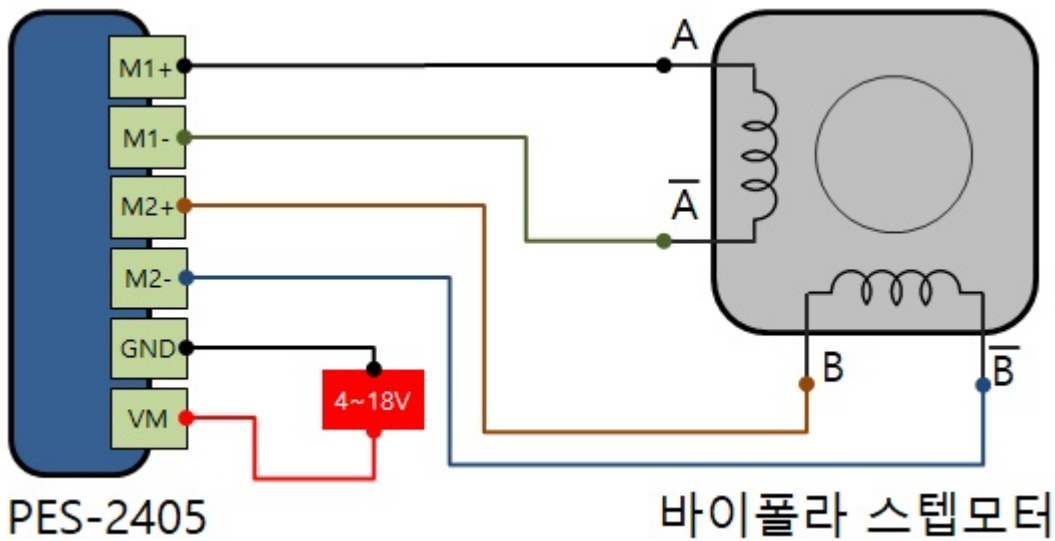 M1+
M1-
M2+
M2-
GND
VM
4~18V
A
A̅
B
B̅
PES-2405
바이폴라 스텝모터